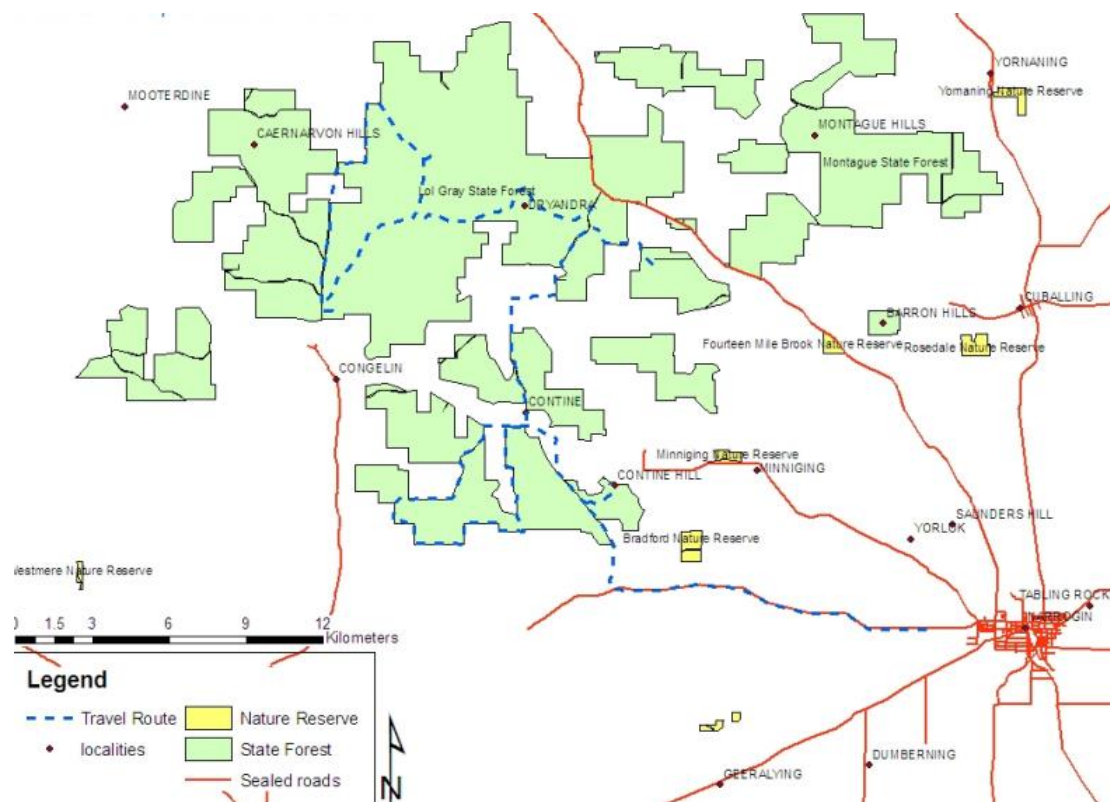 YORNANING
Yornaning Nature Reserve
MOOTERDINE
CAERNARVON HILLS
MONTAGUE HILLS
Montague State Forest
Lol Gray State Forest
DRYANDRA
CUBALLING
BARRON HILLS
Fourteen Mile Brook Nature Reserve
Rosedale Nature Reserve
CONGELIN
CONTINE
Minniging Nature Reserve
MINNIGING
CONTINE HILL
SAUNDERS HILL
YORLOK
Bradford Nature Reserve
Westmere Nature Reserve
TABLING ROCK
NARROGIN
0 1.5 3 6 9 12
Kilometers
Legend
Travel Route
Nature Reserve
localities
State Forest
Sealed roads
N
DUMBERNING
GEERALYING